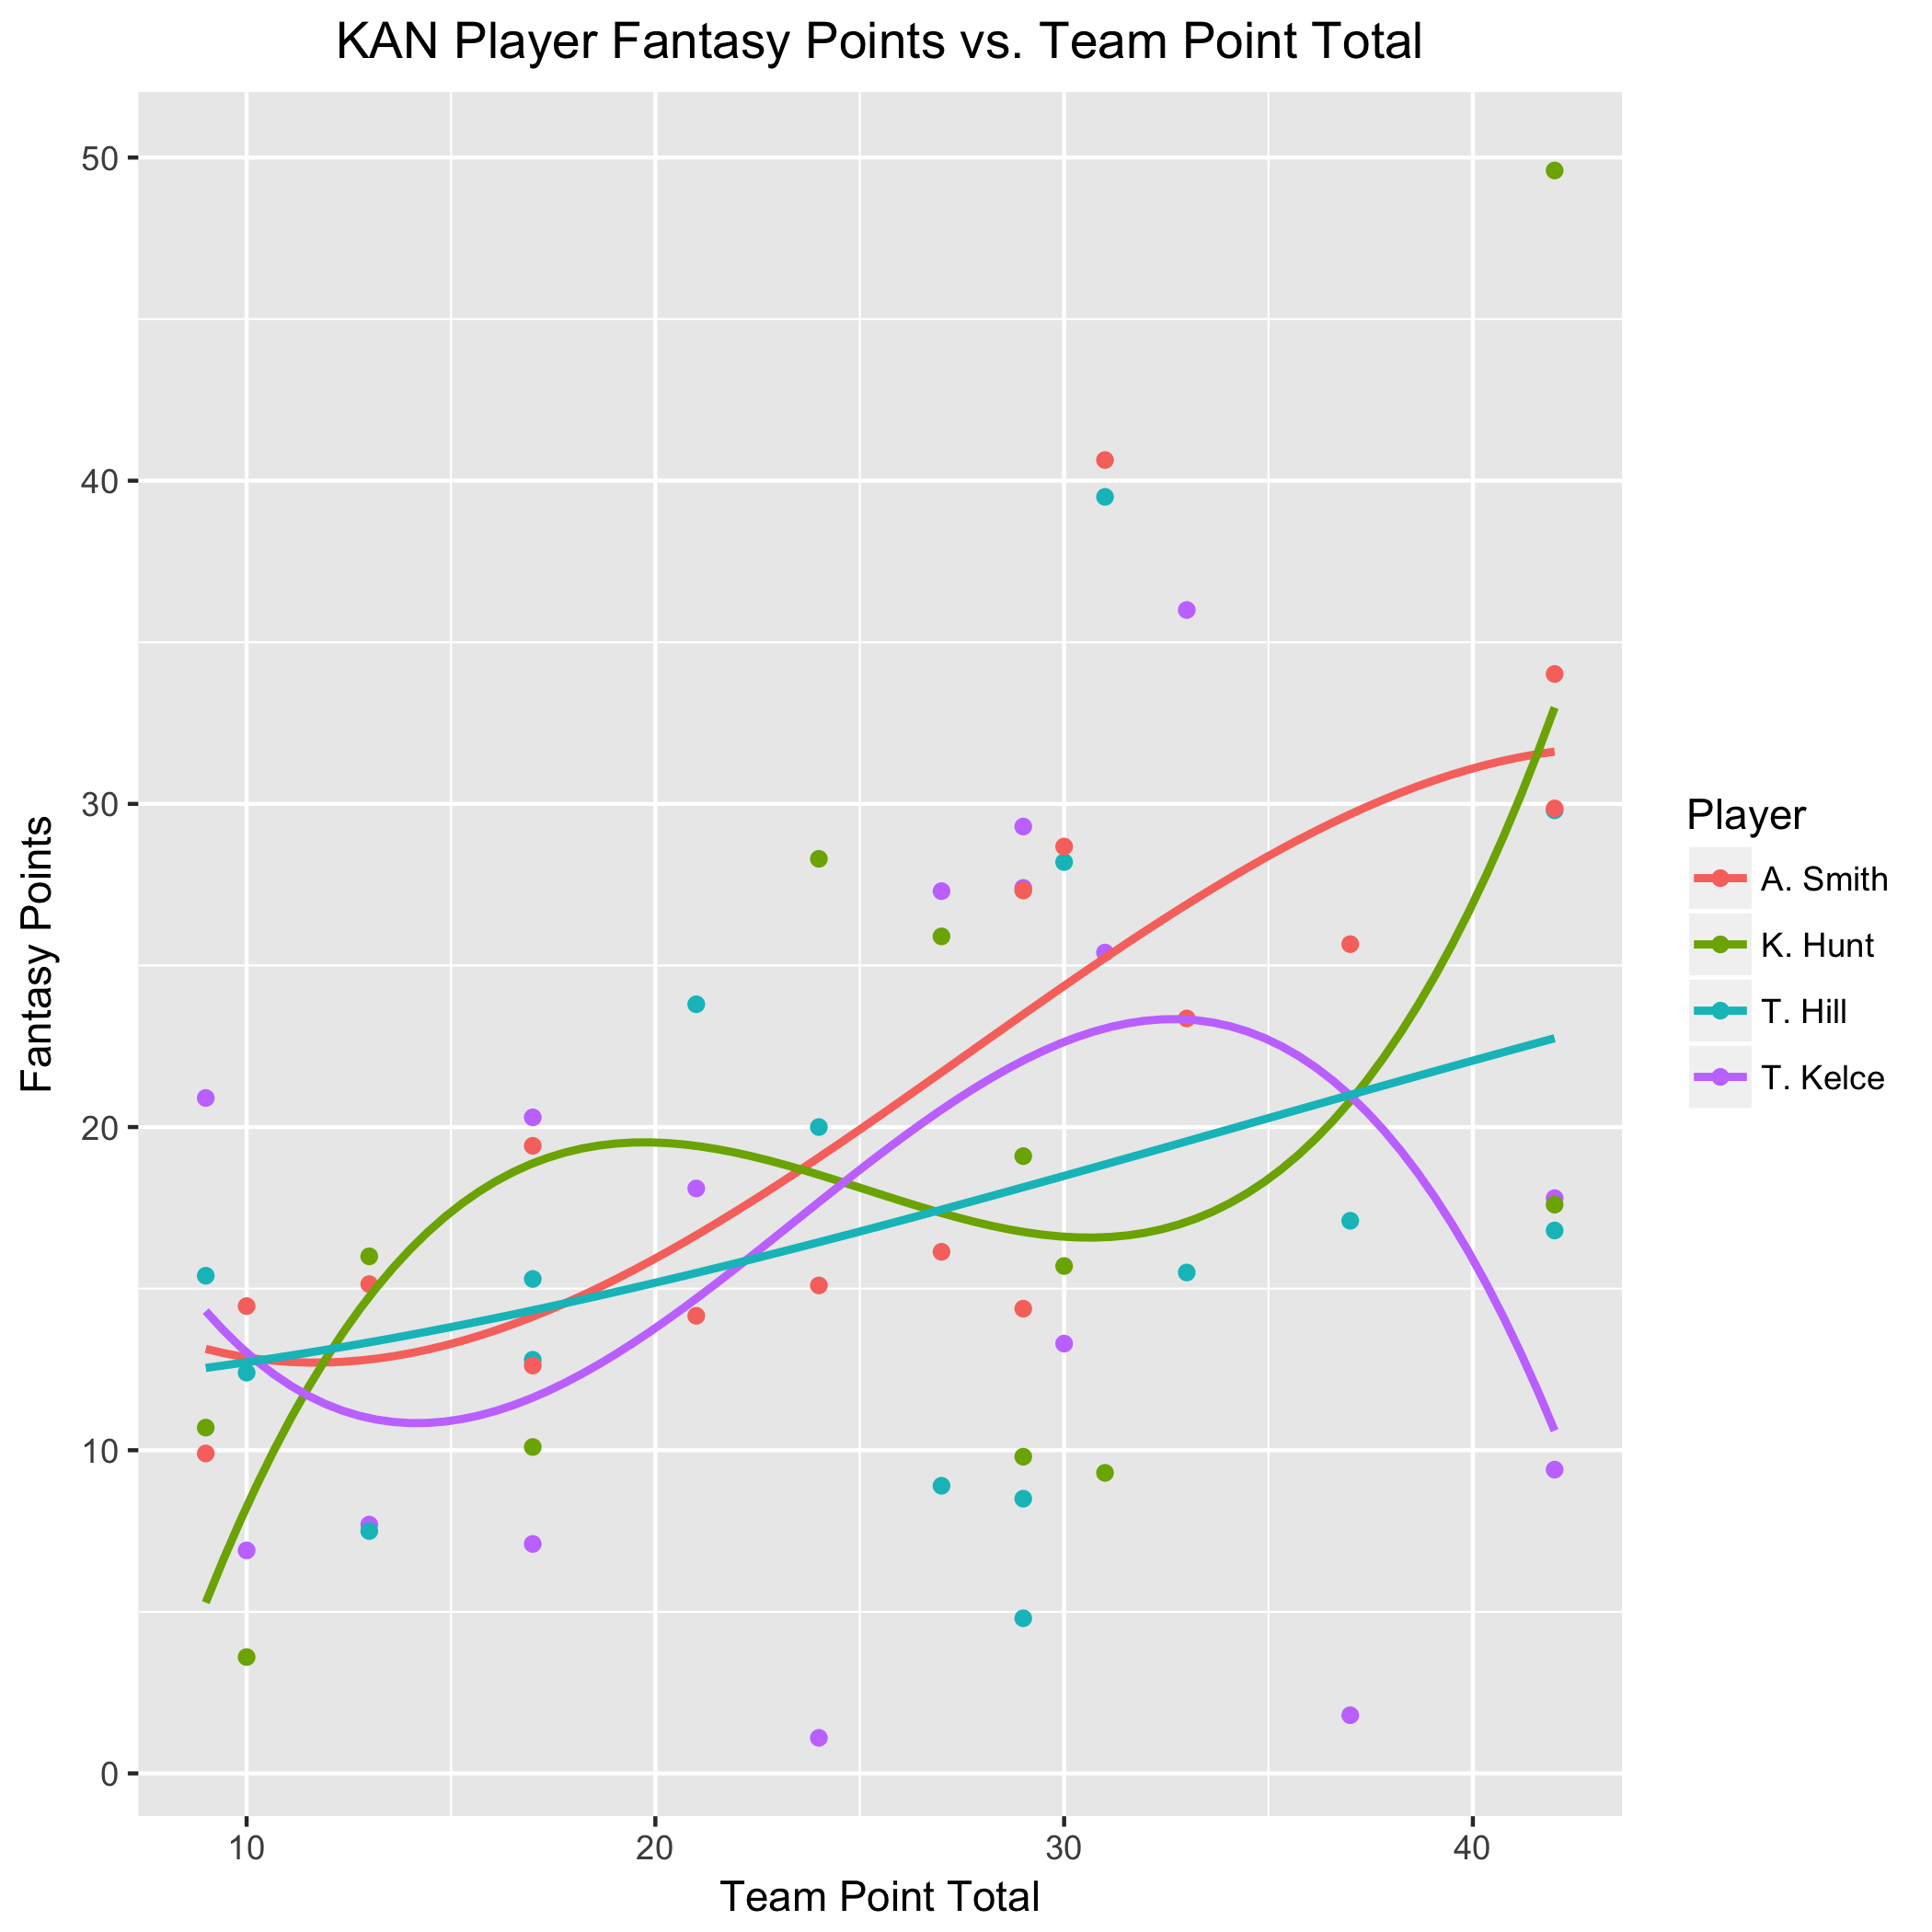 KAN Player Fantasy Points vs. Team Point Total
50
40
30
20
10
0
Fantasy Points
10
20
30
40
Team Point Total
Player
A. Smith
K. Hunt
T. Hill
T. Kelce